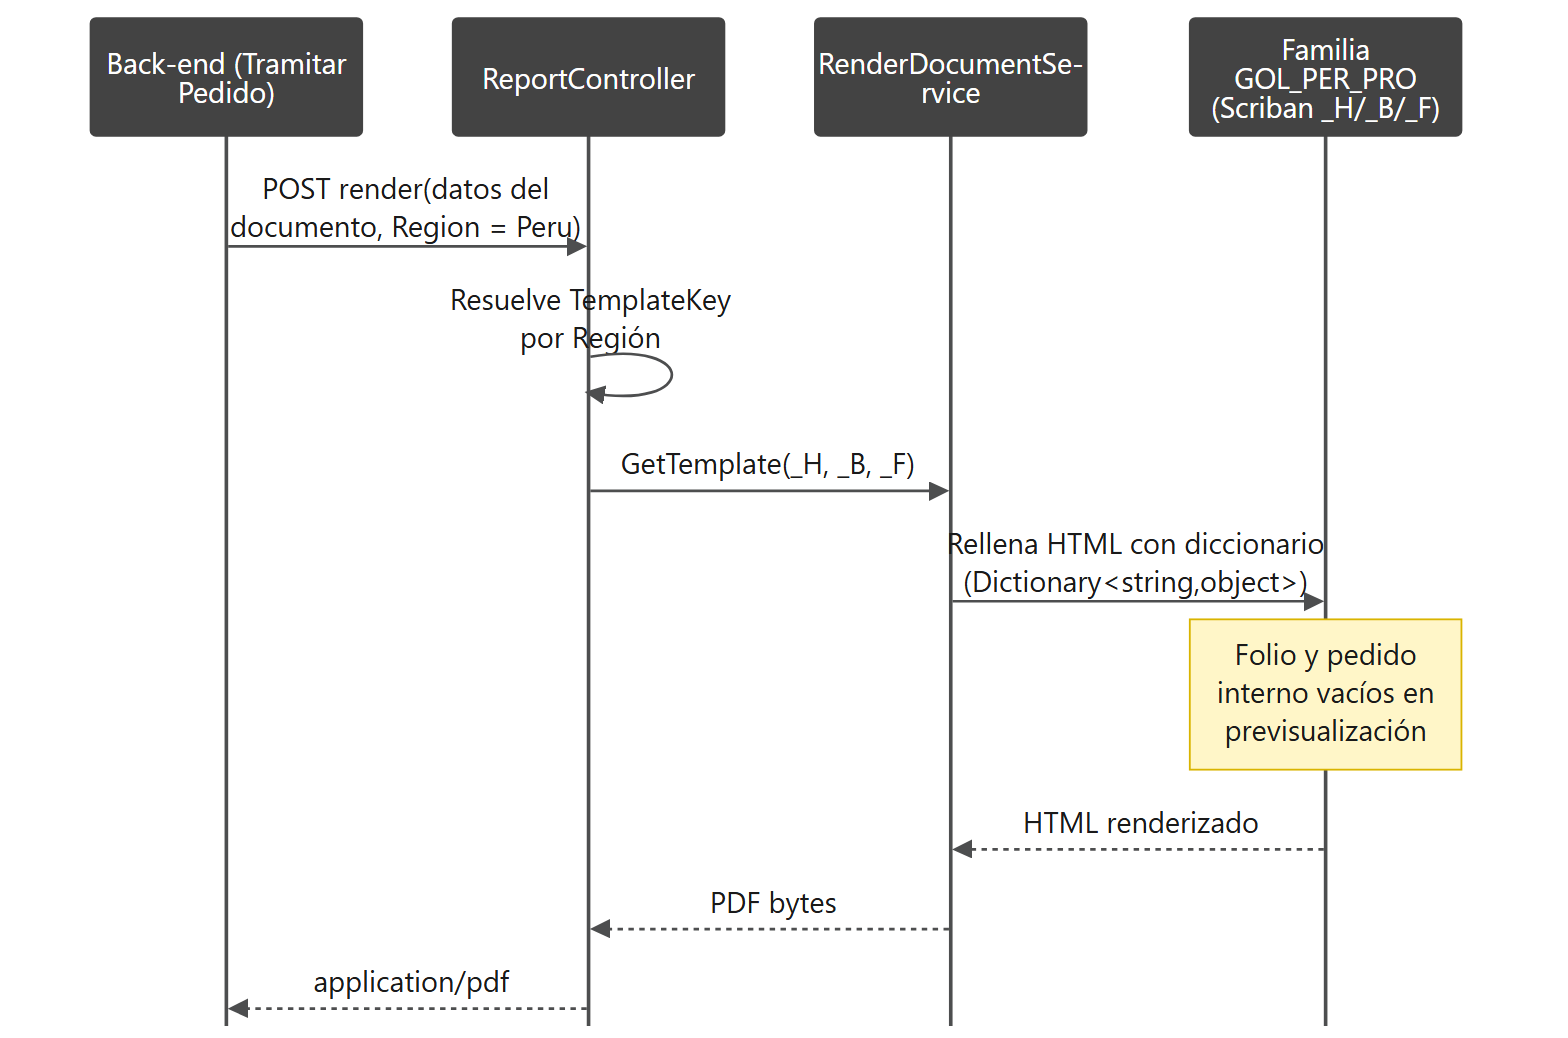 Back-end (Tramitar
Pedido)
ReportController
RenderDocumentSe-
rvice
Familia
GOL_PER_PRO
(Scriban _H/_B/_F)
POST render(datos del
documento, Region = Peru)
Resuelve TemplateKey
por Región
GetTemplate(_H, _B, _F)
Rellena HTML con diccionario
(Dictionary<string,object>)
Folio y pedido
interno vacíos en
previsualización
HTML renderizado
PDF bytes
application/pdf